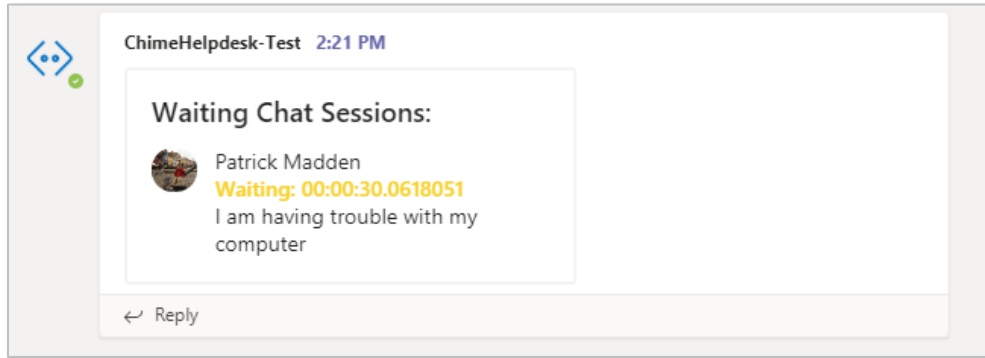 ChimeHelpdesk-Test 2:21 PM
Waiting Chat Sessions:
Patrick Madden
Waiting: 00:00:30.0618051
I am having trouble with my
computer
Reply